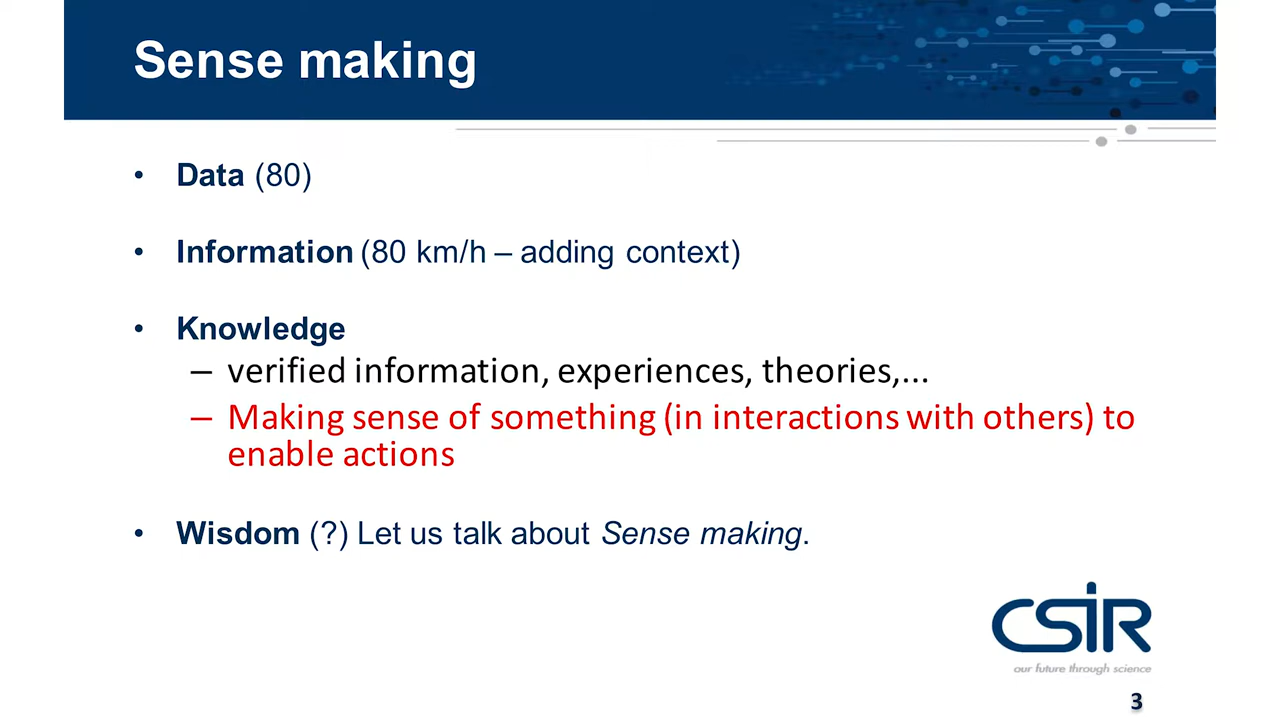 Sense making
• Data (80)
• Information (80 km/h – adding context)
• Knowledge
– verified information, experiences, theories,...
– Making sense of something (in interactions with others) to
enable actions
• Wisdom (?) Let us talk about Sense making.
CSIR
our future through science
3